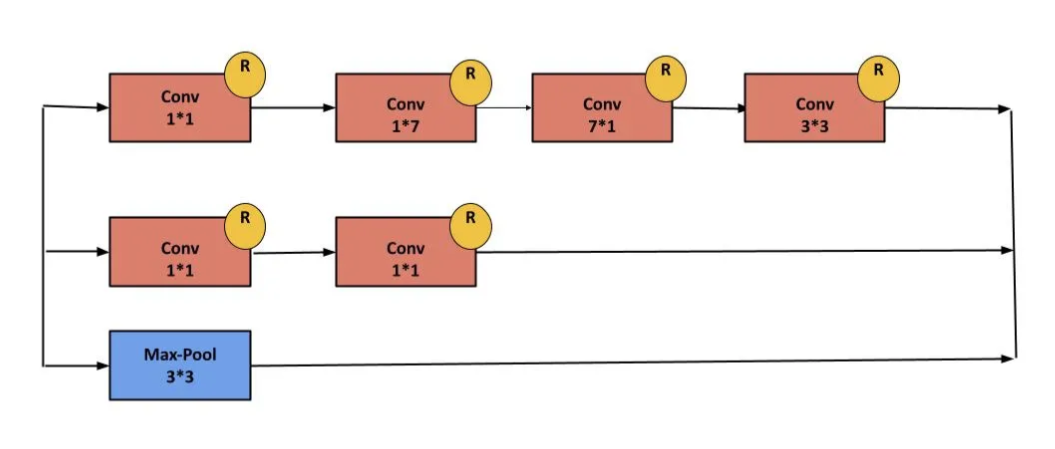 R
Conv
1*1
R
Conv
1*7
R
Conv
7*1
R
Conv
3*3
R
Conv
1*1
R
Conv
1*1
Max-Pool
3*3